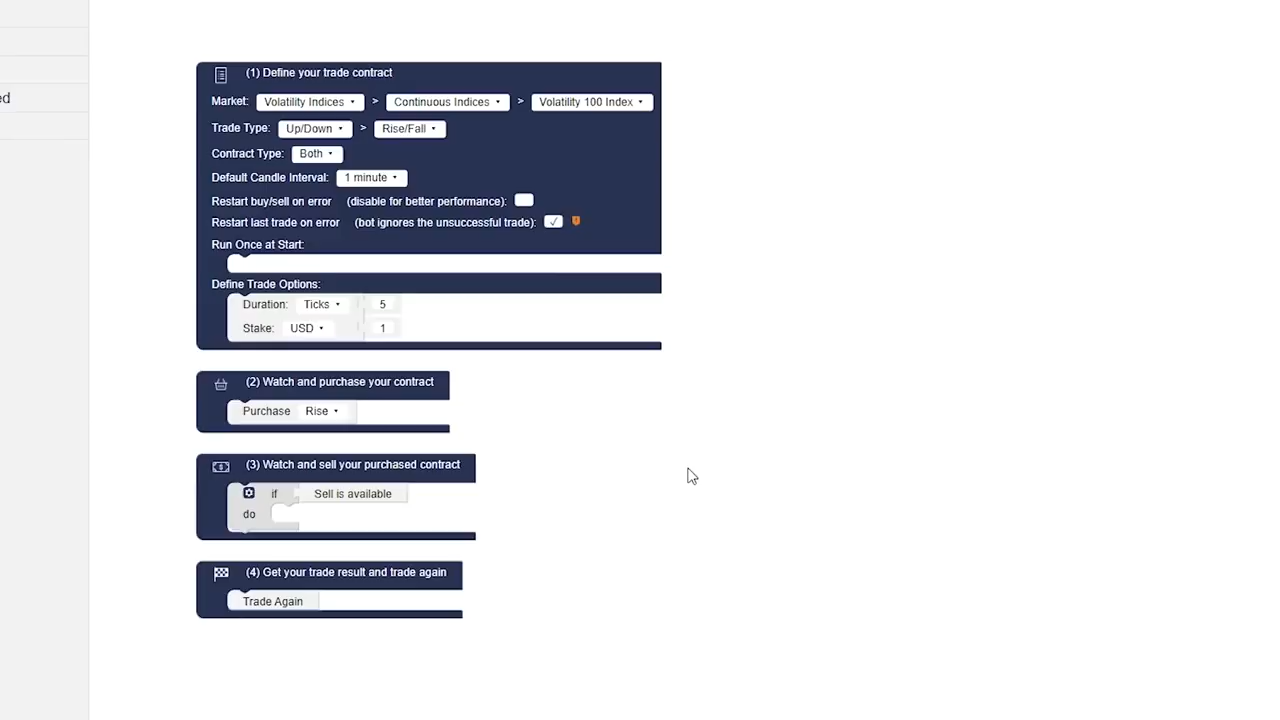 ed
(1) Define your trade contract
Market: Volatility Indices > Continuous Indices > Volatility 100 Index
Trade Type: Up/Down > Rise/Fall
Contract Type: Both
Default Candle Interval: 1 minute
Restart buy/sell on error (disable for better performance):
Restart last trade on error (bot ignores the unsuccessful trade): ✓
Run Once at Start:
Define Trade Options:
Duration: Ticks 5
Stake: USD 1
(2) Watch and purchase your contract
Purchase Rise
(3) Watch and sell your purchased contract
if Sell is available
do
(4) Get your trade result and trade again
Trade Again